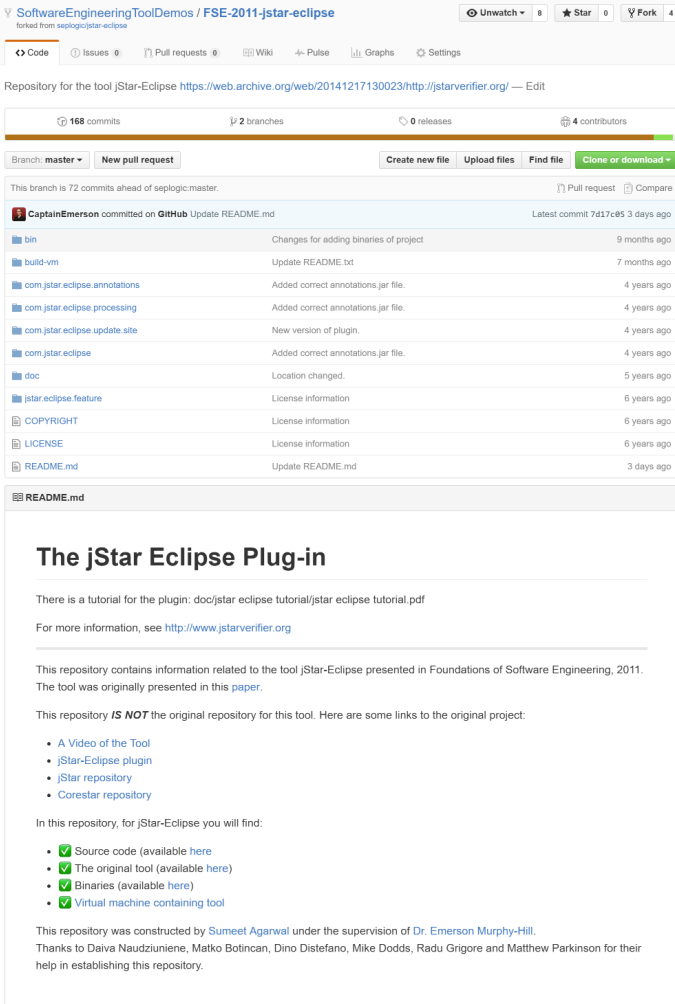 SoftwareEngineeringToolDemos / FSE-2011-jstar-eclipse
Unwatch 8 Star 0 Fork 4
forked from seplogic/jstar-eclipse
Code Issues 0 Pull requests 0 Wiki Pulse Graphs Settings
Repository for the tool jStar-Eclipse https://web.archive.org/web/20141217130023/http://jstarverifier.org/ — Edit
168 commits 2 branches 0 releases 4 contributors
Branch: master New pull request Create new file Upload files Find file Clone or download
This branch is 72 commits ahead of seplogic:master. Pull request Compare
CaptainEmerson committed on GitHub Update README.md Latest commit 7d17c05 3 days ago
bin Changes for adding binaries of project 9 months ago
build-vm Update README.txt 7 months ago
com.jstar.eclipse.annotations Added correct annotations.jar file. 4 years ago
com.jstar.eclipse.processing Added correct annotations.jar file. 4 years ago
com.jstar.eclipse.update.site New version of plugin. 4 years ago
com.jstar.eclipse Added correct annotations.jar file. 4 years ago
doc Location changed. 5 years ago
jstar.eclipse.feature License information 6 years ago
COPYRIGHT License information 6 years ago
LICENSE License information 6 years ago
README.md Update README.md 3 days ago
README.md
The jStar Eclipse Plug-in
There is a tutorial for the plugin: doc/jstar eclipse tutorial/jstar eclipse tutorial.pdf
For more information, see http://www.jstarverifier.org
This repository contains information related to the tool jStar-Eclipse presented in Foundations of Software Engineering, 2011.
The tool was originally presented in this paper.
This repository IS NOT the original repository for this tool. Here are some links to the original project:
• A Video of the Tool
• jStar-Eclipse plugin
• jStar repository
• Corestar repository
In this repository, for jStar-Eclipse you will find:
• ✅ Source code (available here
• ✅ The original tool (available here)
• ✅ Binaries (available here)
• ✅ Virtual machine containing tool
This repository was constructed by Sumeet Agarwal under the supervision of Dr. Emerson Murphy-Hill.
Thanks to Daiva Naudziuniene, Matko Botincan, Dino Distefano, Mike Dodds, Radu Grigore and Matthew Parkinson for their
help in establishing this repository.